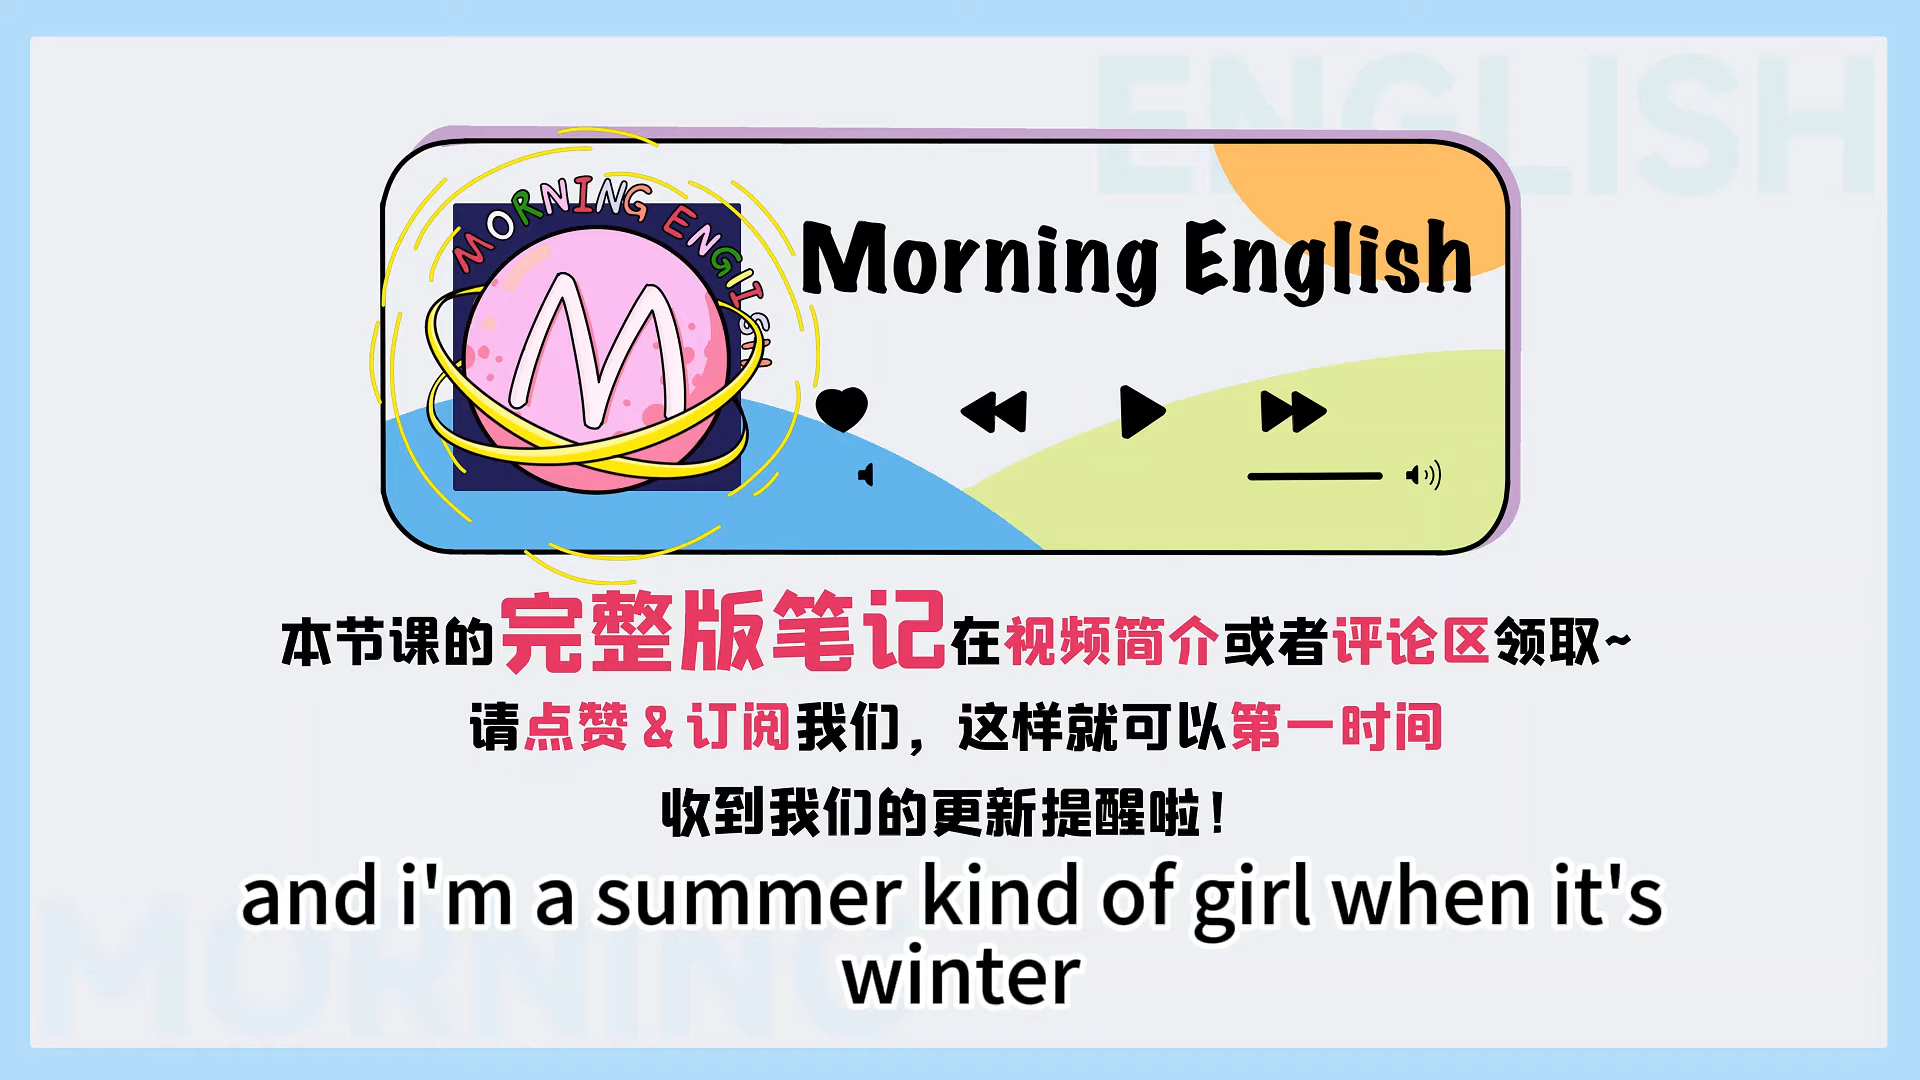 ENGLISH
MORNING ENGLISH
M
Morning English
本节课的完整版笔记在视频简介或者评论区领取~
请点赞&订阅我们，这样就可以第一时间
收到我们的更新提醒啦！
and i'm a summer kind of girl when it's
winter
MORNING